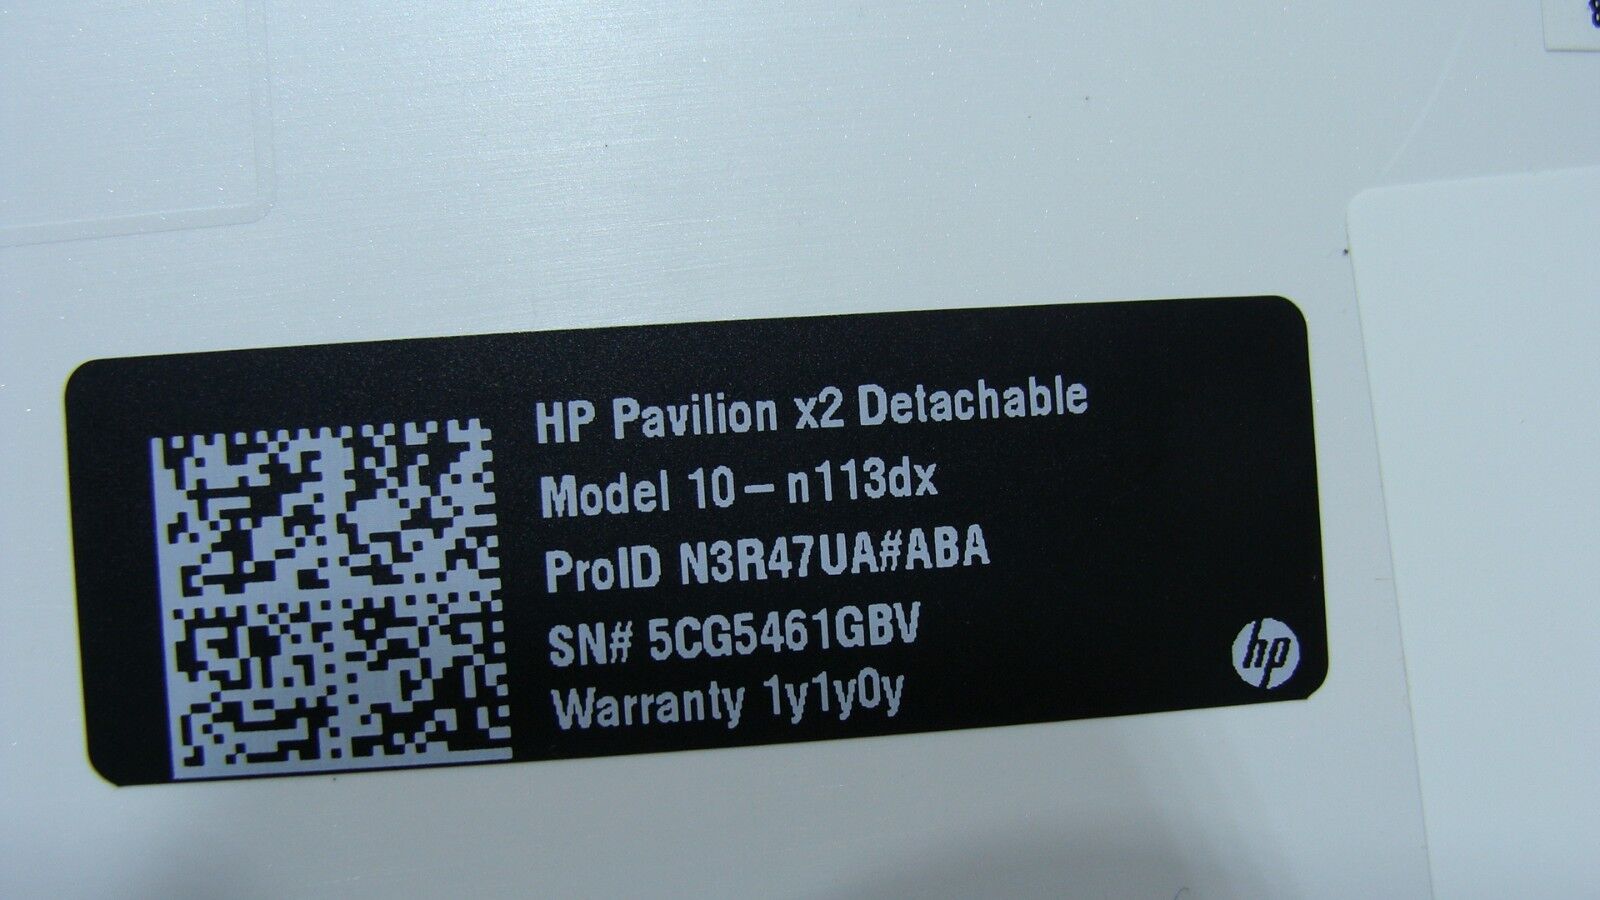 HP Pavilion x2 Detachable
Model 10-n113dx
ProID N3R47UA#ABA
SN# 5CG5461GBV
Warranty 1y1y0y
hp